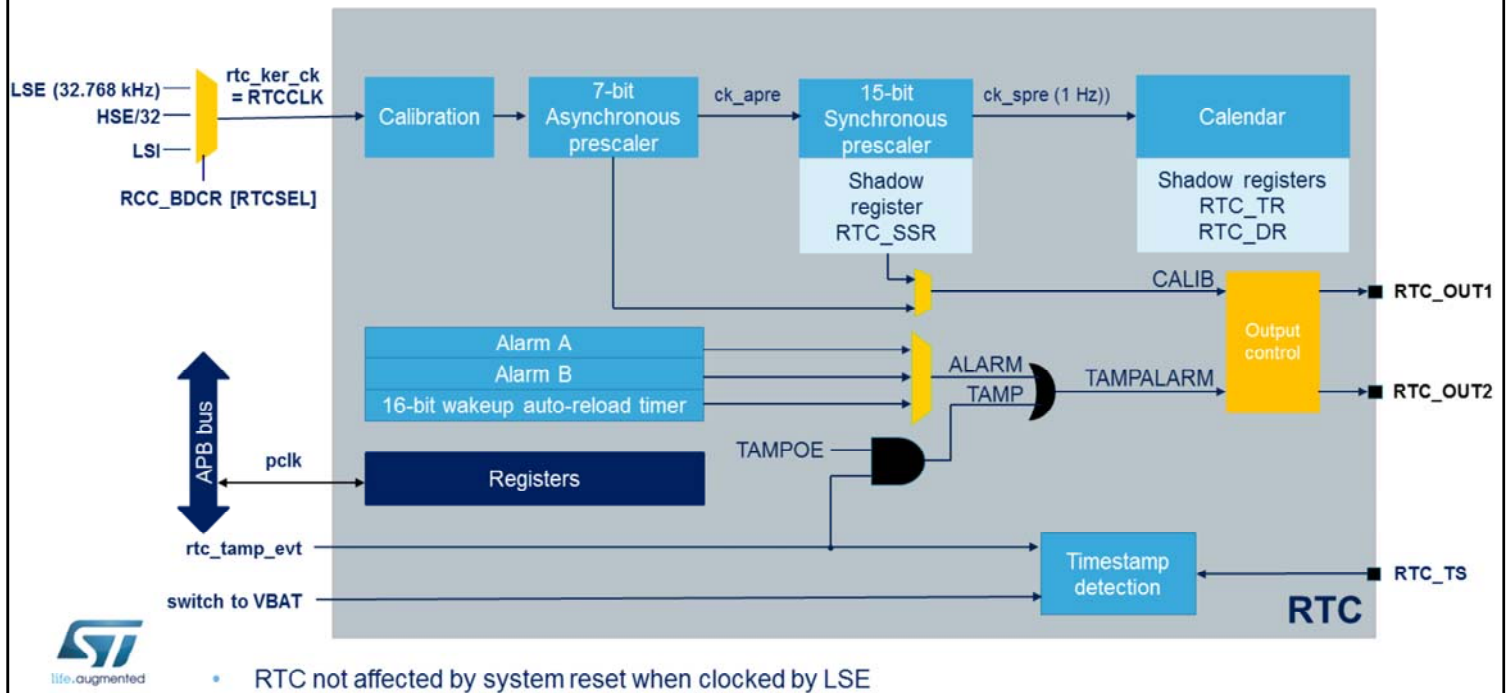 LSE (32.768 kHz)
HSE/32
LSI
rtc_ker_ck
= RTCCLK
RCC_BDCR [RTCSEL]
Calibration
7-bit
Asynchronous
prescaler
ck_apre
15-bit
Synchronous
prescaler
Shadow
register
RTC_SSR
ck_spre (1 Hz))
Calendar
Shadow registers
RTC_TR
RTC_DR
CALIB
Output
control
RTC_OUT1
RTC_OUT2
Alarm A
Alarm B
16-bit wakeup auto-reload timer
ALARM
TAMP
TAMPALARM
TAMPOE
APB bus
pclk
Registers
rtc_tamp_evt
switch to VBAT
Timestamp
detection
RTC_TS
RTC
ST
life.augmented
• RTC not affected by system reset when clocked by LSE